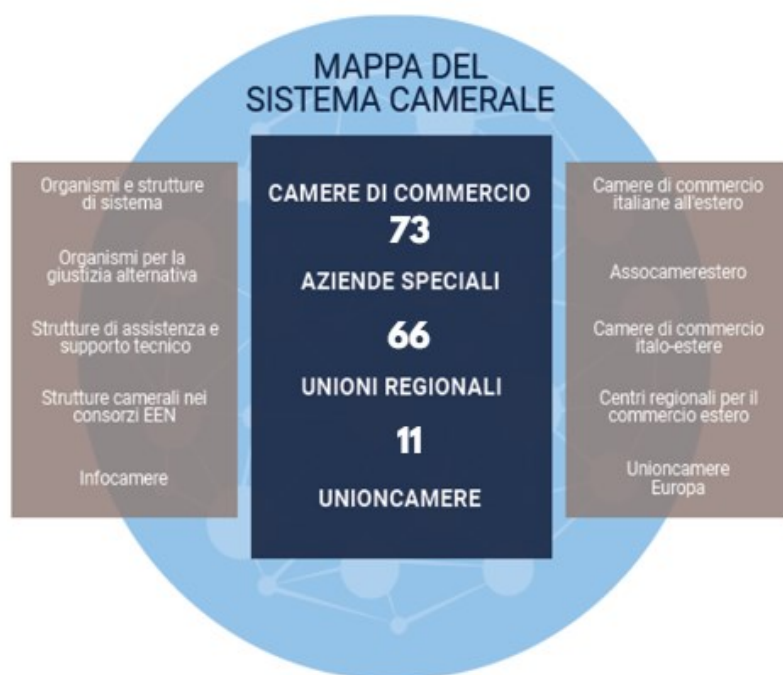 MAPPA DEL
SISTEMA CAMERALE
Organismi e strutture
di sistema
Organismi per la
giustizia alternativa
Strutture di assistenza e
supporto tecnico
Strutture camerali nei
consorzi EEN
Infocamere
CAMERE DI COMMERCIO
73
AZIENDE SPECIALI
66
UNIONI REGIONALI
11
UNIONCAMERE
Camere di commercio
italiane all'estero
Assocamerestero
Camere di commercio
italo-estere
Centri regionali per il
commercio estero
Unioncamere
Europa